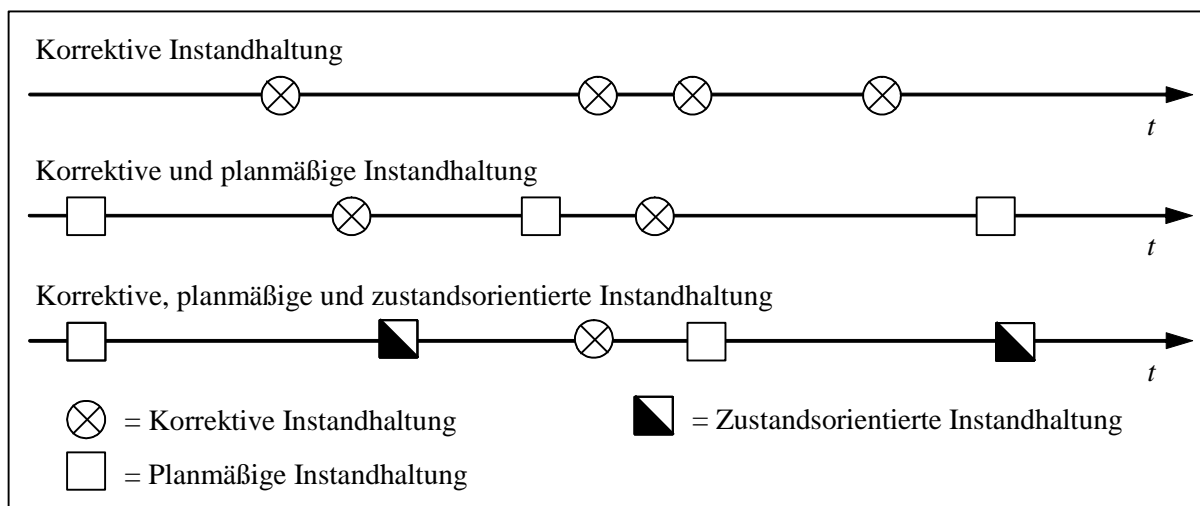 Korrektive Instandhaltung
t
Korrektive und planmäßige Instandhaltung
t
Korrektive, planmäßige und zustandsorientierte Instandhaltung
t
= Korrektive Instandhaltung
= Zustandsorientierte Instandhaltung
= Planmäßige Instandhaltung